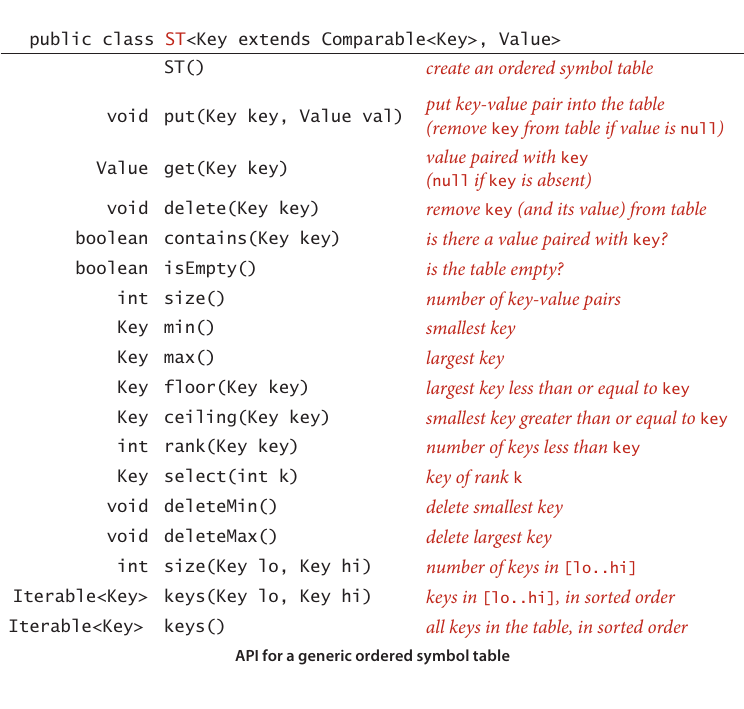 public class ST<Key extends Comparable<Key>, Value>
ST() create an ordered symbol table
void put(Key key, Value val) put key-value pair into the table
(remove key from table if value is null)
Value get(Key key) value paired with key
(null if key is absent)
void delete(Key key) remove key (and its value) from table
boolean contains(Key key) is there a value paired with key?
boolean isEmpty() is the table empty?
int size() number of key-value pairs
Key min() smallest key
Key max() largest key
Key floor(Key key) largest key less than or equal to key
Key ceiling(Key key) smallest key greater than or equal to key
int rank(Key key) number of keys less than key
Key select(int k) key of rank k
void deleteMin() delete smallest key
void deleteMax() delete largest key
int size(Key lo, Key hi) number of keys in [lo..hi]
Iterable<Key> keys(Key lo, Key hi) keys in [lo..hi], in sorted order
Iterable<Key> keys() all keys in the table, in sorted order
API for a generic ordered symbol table